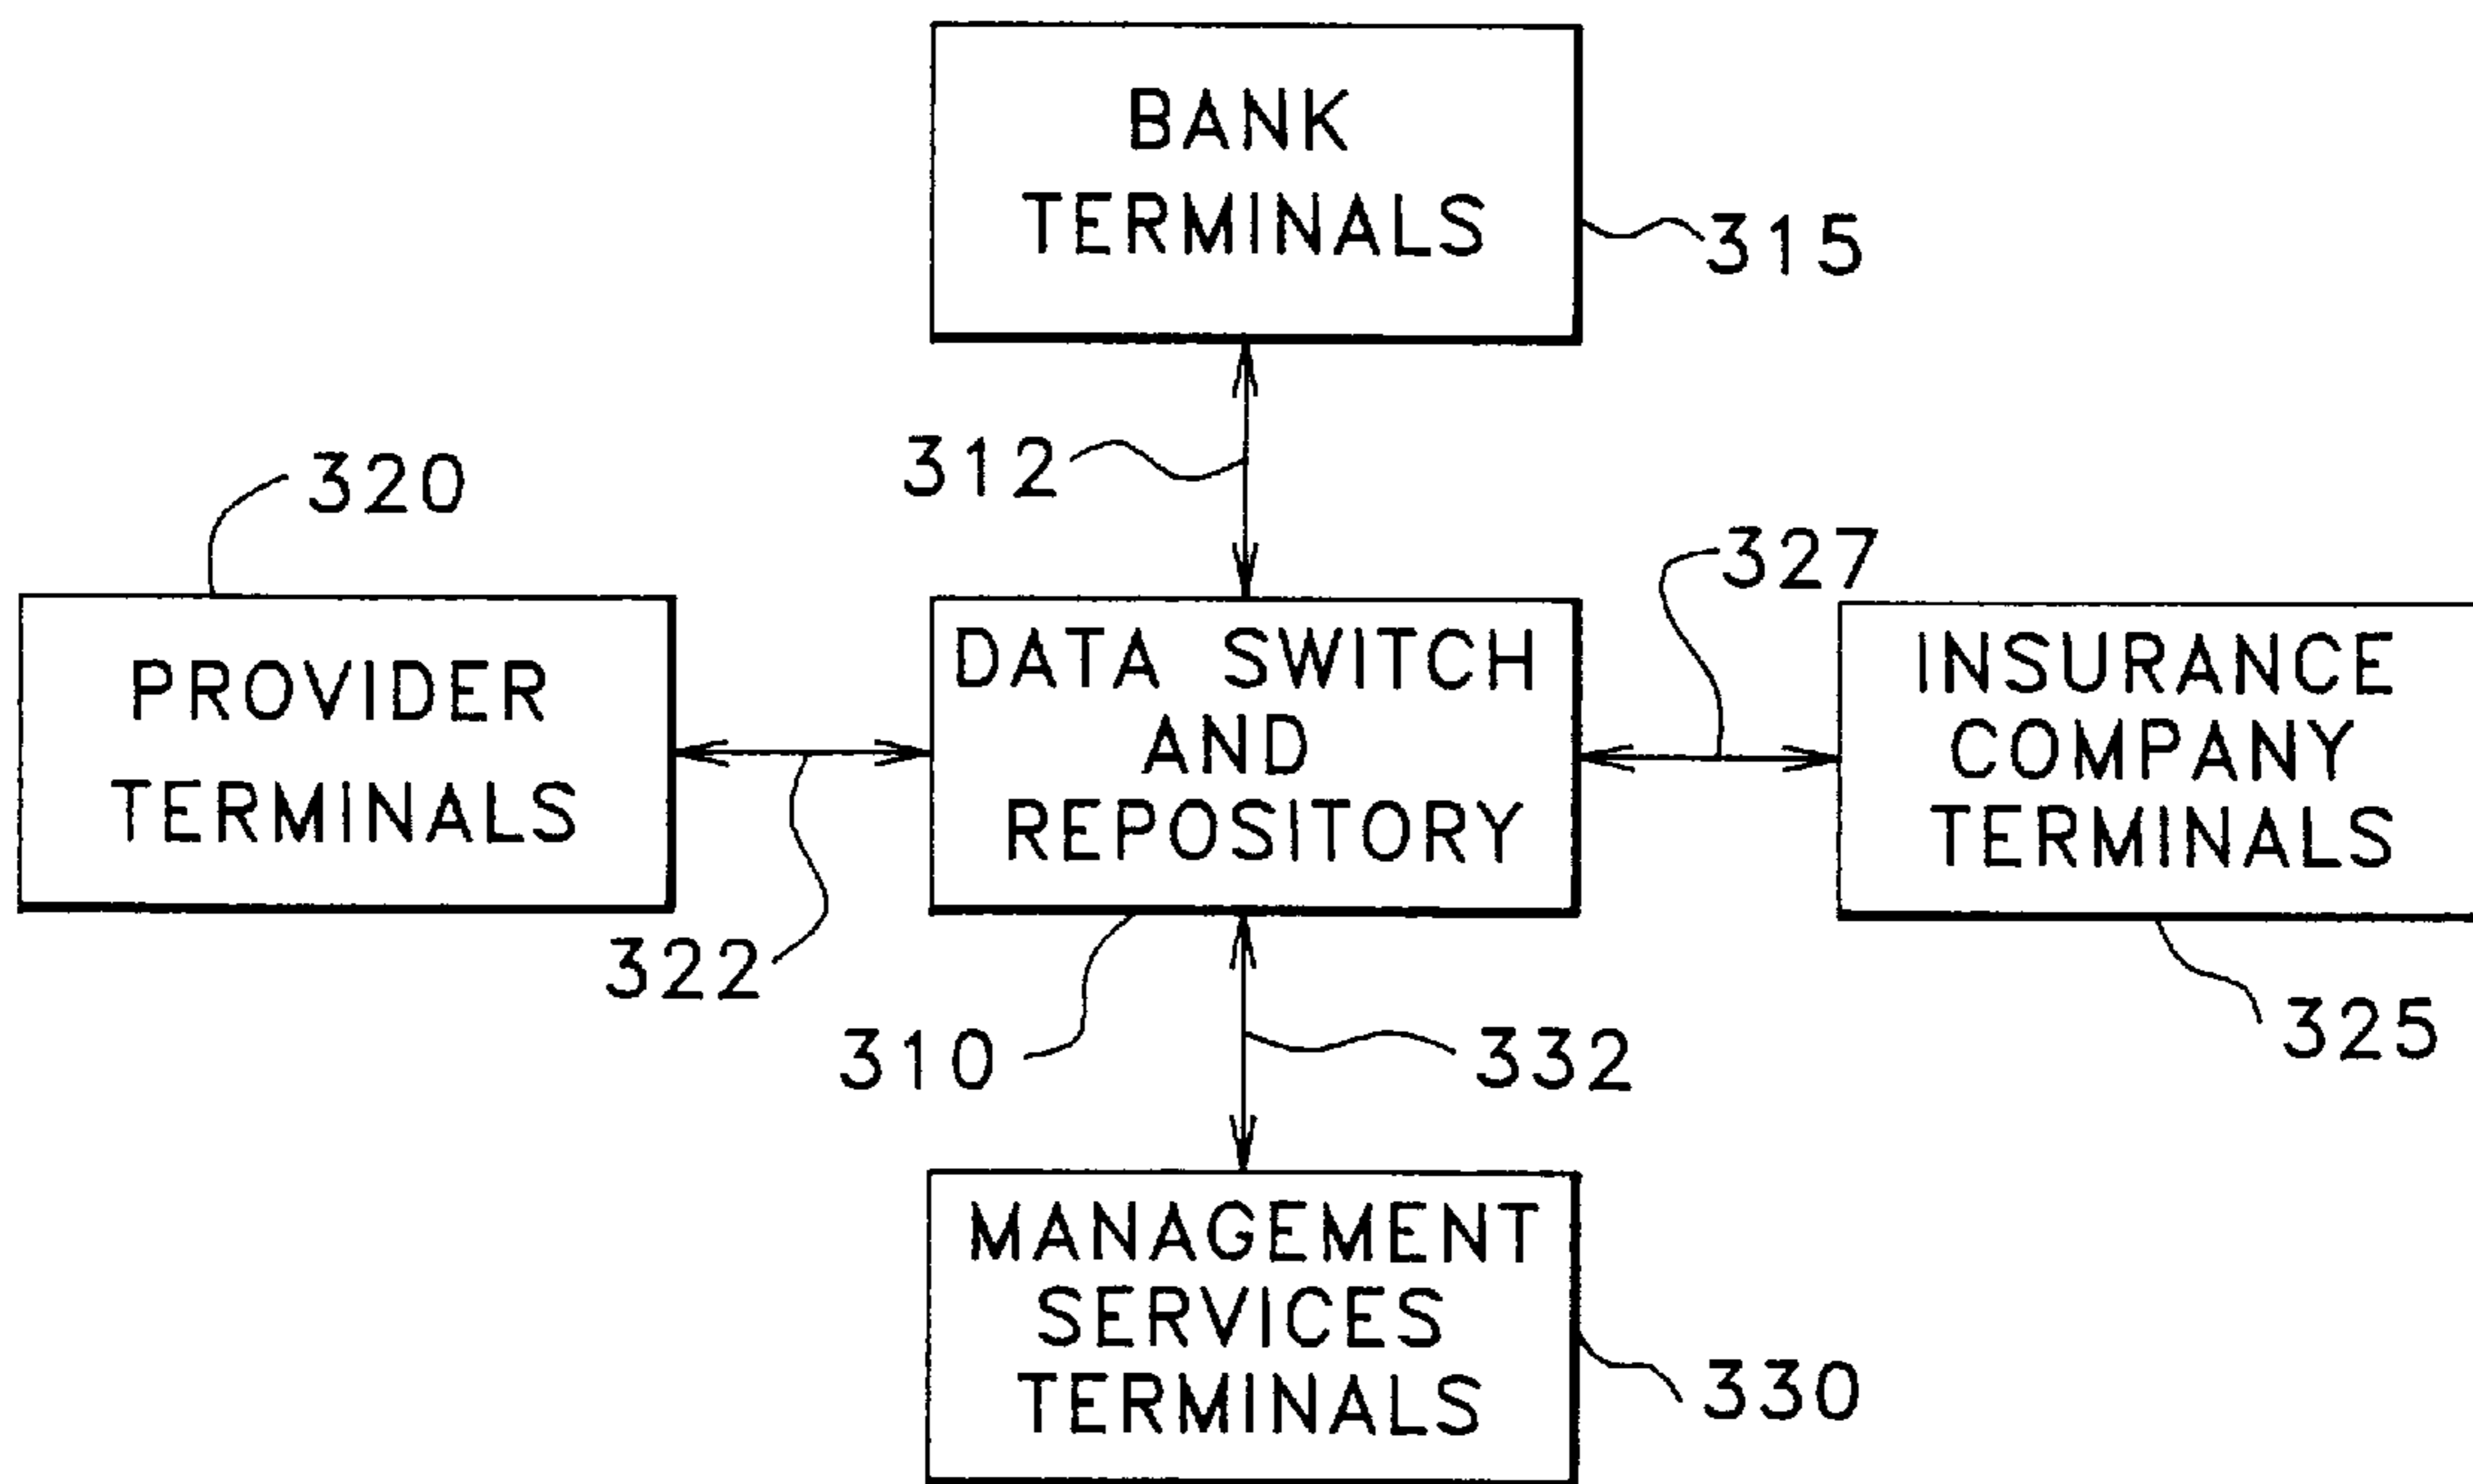 BANK
TERMINALS
315
312
320
327
PROVIDER
TERMINALS
DATA SWITCH
AND
REPOSITORY
INSURANCE
COMPANY
TERMINALS
322
310
332
325
MANAGEMENT
SERVICES
TERMINALS
330